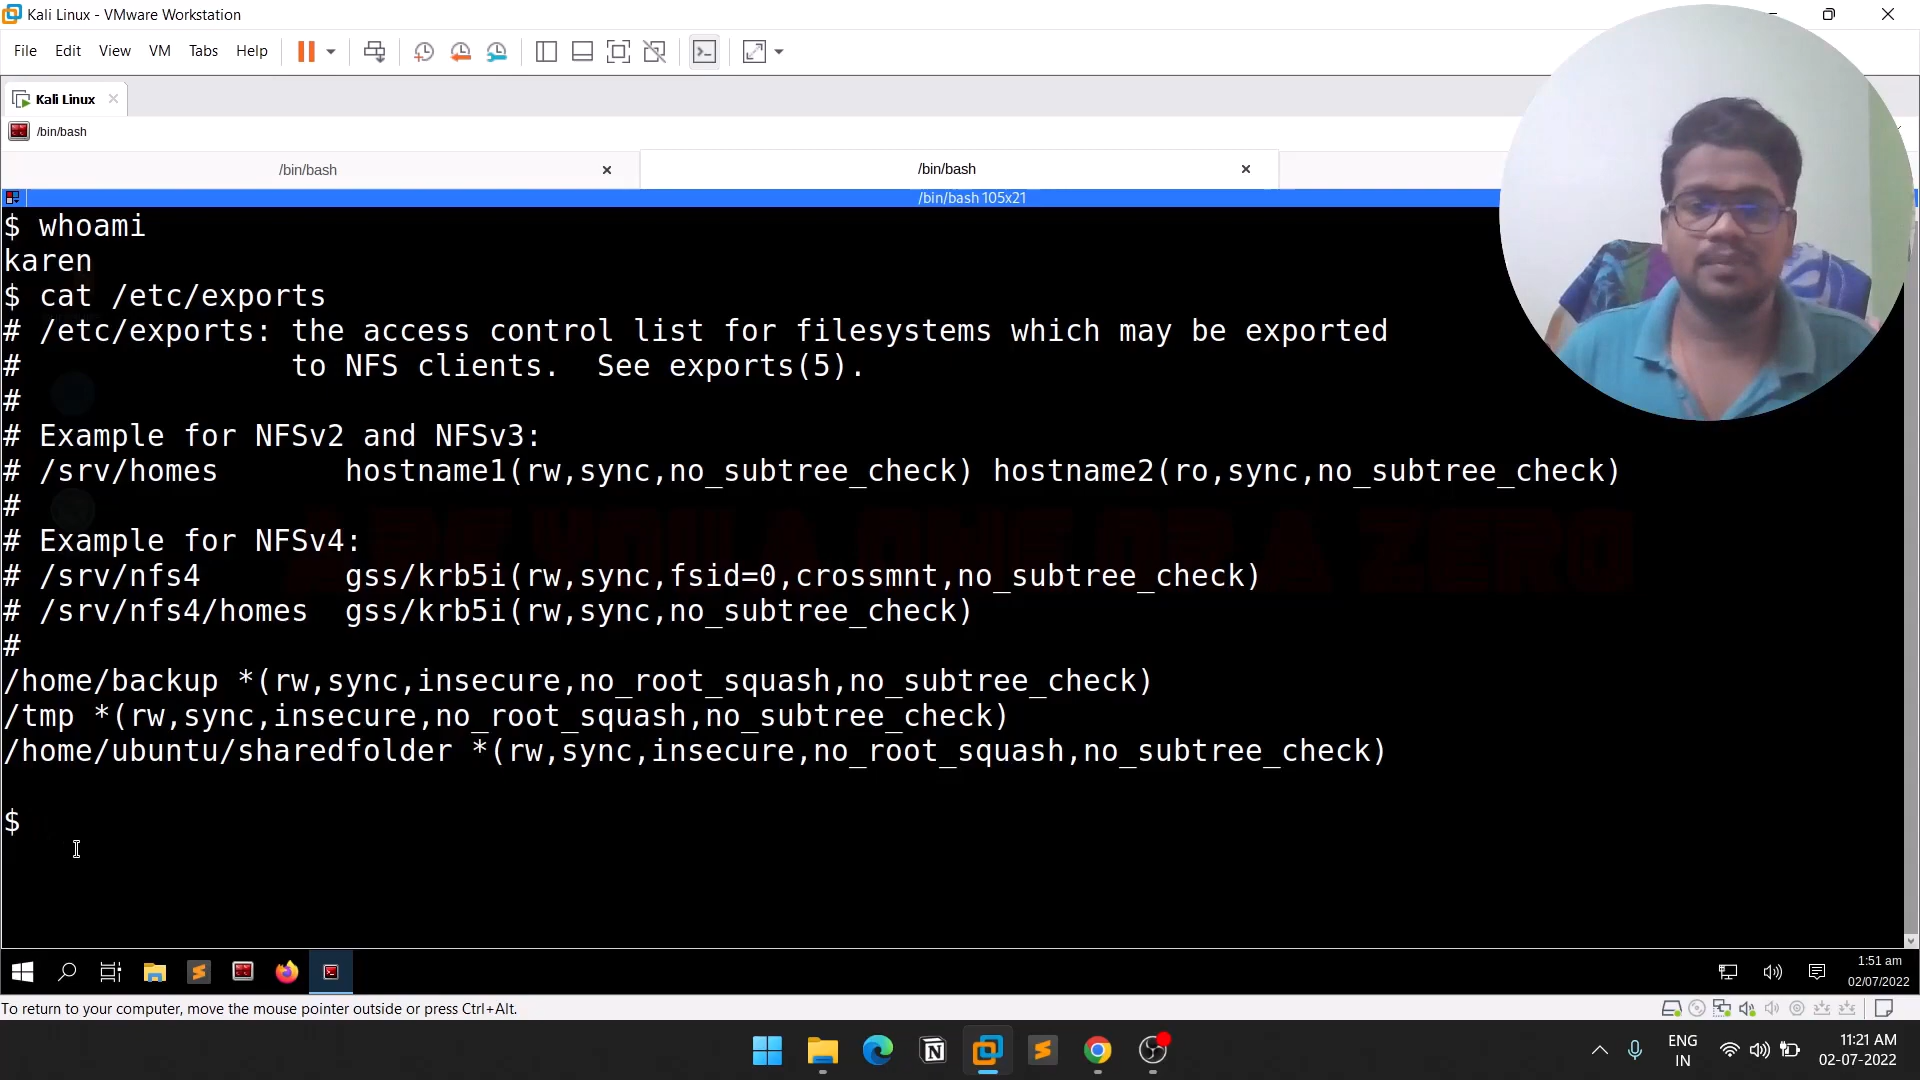 Kali Linux - VMware Workstation
File Edit View VM Tabs Help
Kali Linux
/bin/bash
/bin/bash /bin/bash
/bin/bash 105x21
$ whoami
karen
$ cat /etc/exports
# /etc/exports: the access control list for filesystems which may be exported
#               to NFS clients.  See exports(5).
#
# Example for NFSv2 and NFSv3:
# /srv/homes       hostname1(rw,sync,no_subtree_check) hostname2(ro,sync,no_subtree_check)
#
# Example for NFSv4:
# /srv/nfs4        gss/krb5i(rw,sync,fsid=0,crossmnt,no_subtree_check)
# /srv/nfs4/homes  gss/krb5i(rw,sync,no_subtree_check)
#
/home/backup *(rw,sync,insecure,no_root_squash,no_subtree_check)
/tmp *(rw,sync,insecure,no_root_squash,no_subtree_check)
/home/ubuntu/sharedfolder *(rw,sync,insecure,no_root_squash,no_subtree_check)
$
ARE YOU A ONE OR A ZERO
1:51 am
02/07/2022
To return to your computer, move the mouse pointer outside or press Ctrl+Alt.
ENG
IN
11:21 AM
02-07-2022